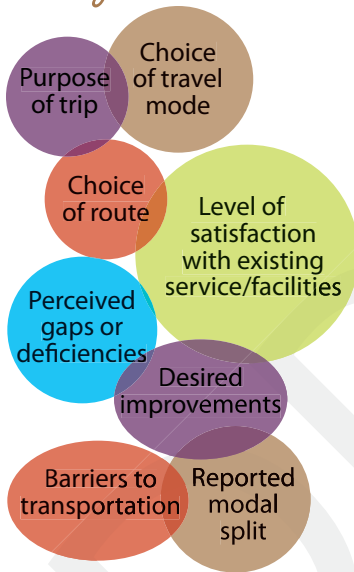 Choice
of travel
mode
Purpose
of trip
Choice
of route
Level of
satisfaction
with existing
service/facilities
Perceived
gaps or
deficiencies
Desired
improvements
Barriers to
transportation
Reported
modal
split